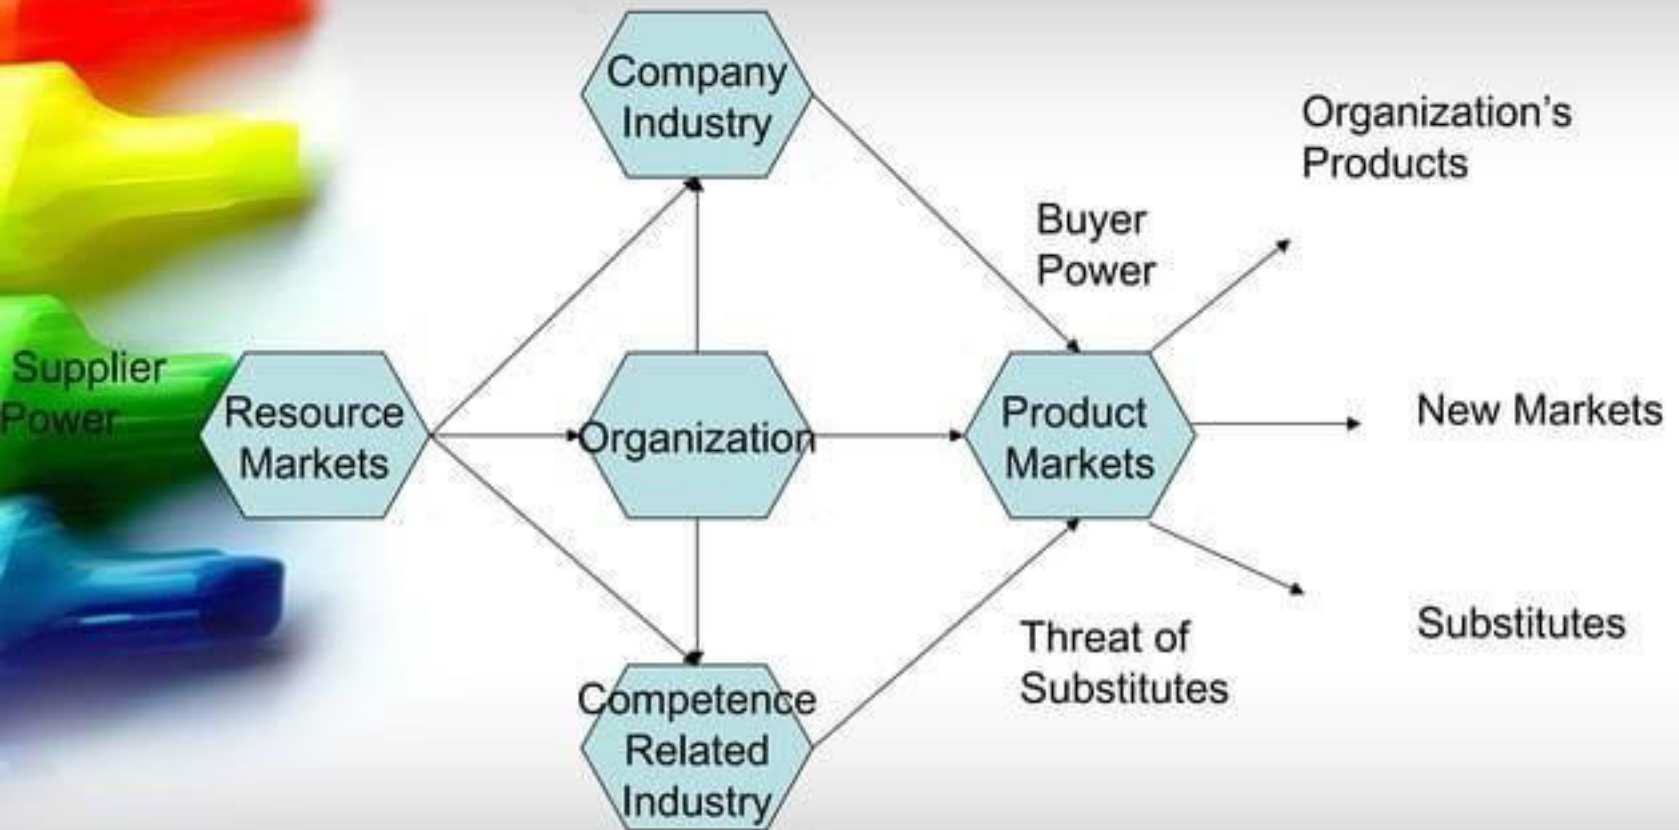 Company
Industry
Organization's
Products
Buyer
Power
Supplier
Power
Resource
Markets
Organization
Product
Markets
New Markets
Threat of
Substitutes
Substitutes
Competence
Related
Industry